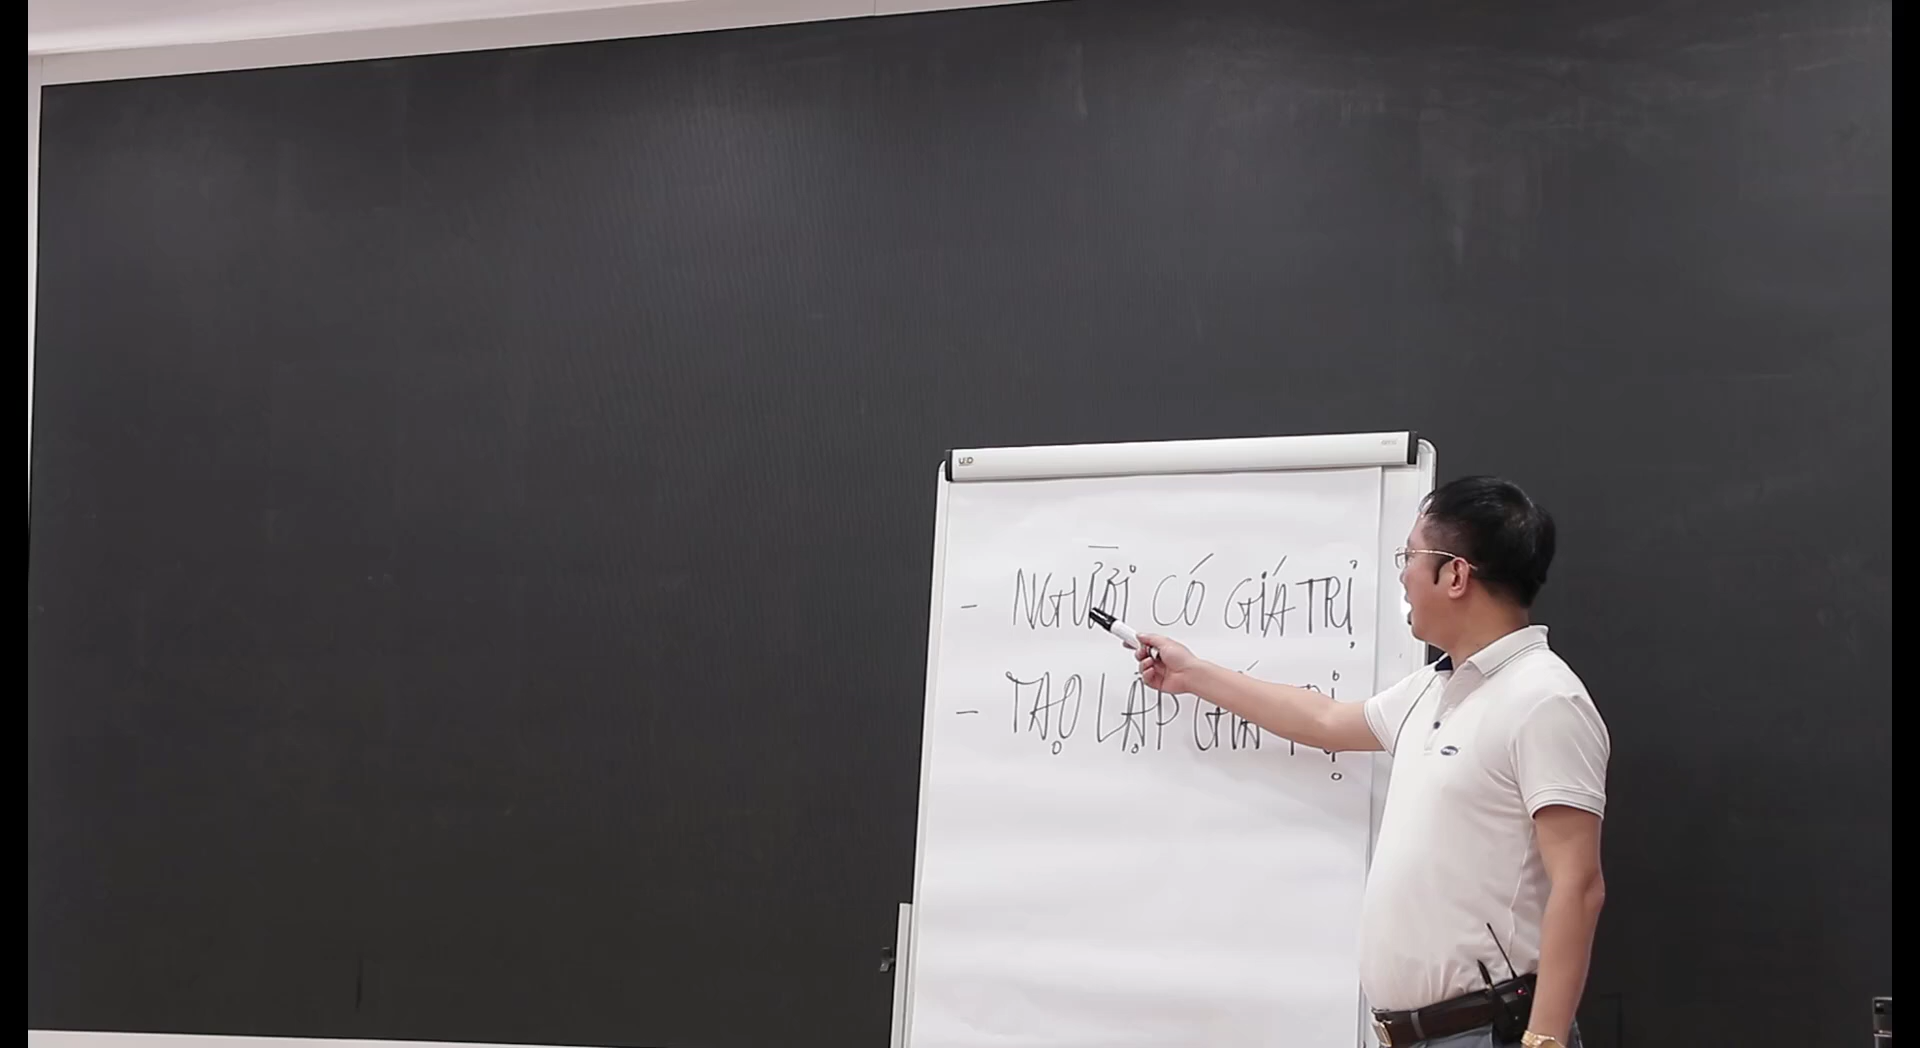 - NGƯỜI CÓ GIÁ TRỊ
- TẠO LẬP GIÁ TRỊ